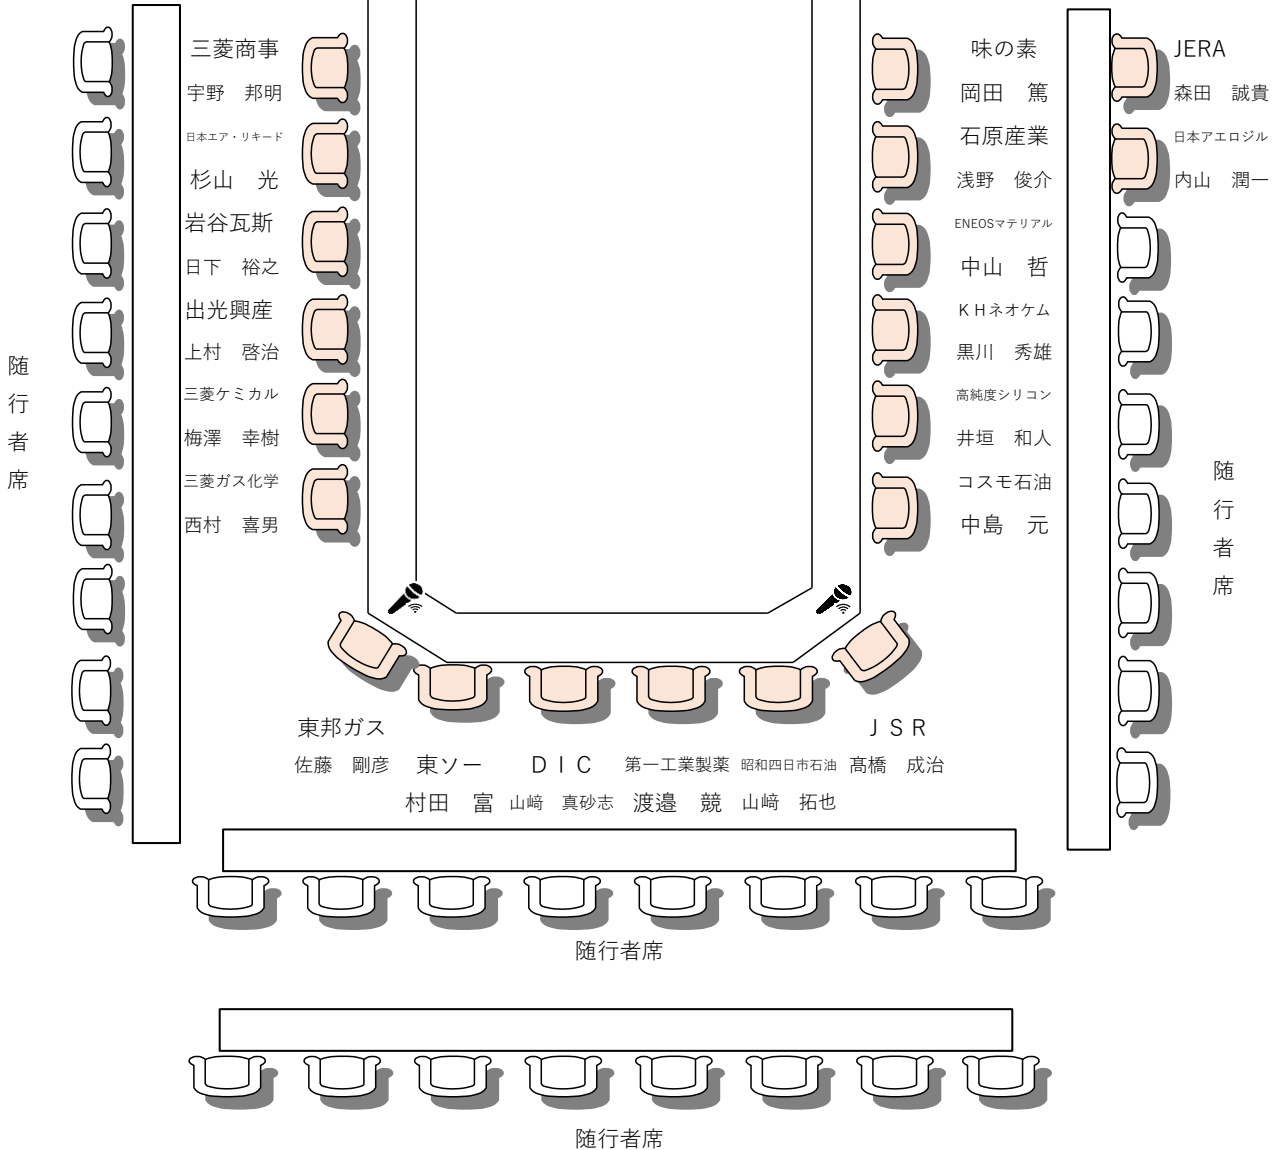 三菱商事
宇野　邦明
日本エア・リキード
杉山　光
岩谷瓦斯
日下　裕之
出光興産
上村　啓治
三菱ケミカル
梅澤　幸樹
三菱ガス化学
西村　喜男
味の素
岡田　篤
石原産業
浅野　俊介
ENEOSマテリアル
中山　哲
ＫＨネオケム
黒川　秀雄
高純度シリコン
井垣　和人
コスモ石油
中島　元
JERA
森田　誠貴
日本アエロジル
内山　潤一
随行者席
随行者席
東邦ガス
佐藤　剛彦
東ソー
村田　富
ＤＩＣ
山﨑　真砂志
第一工業製薬
渡邉　競
昭和四日市石油
山﨑　拓也
ＪＳＲ
髙橋　成治
随行者席
随行者席